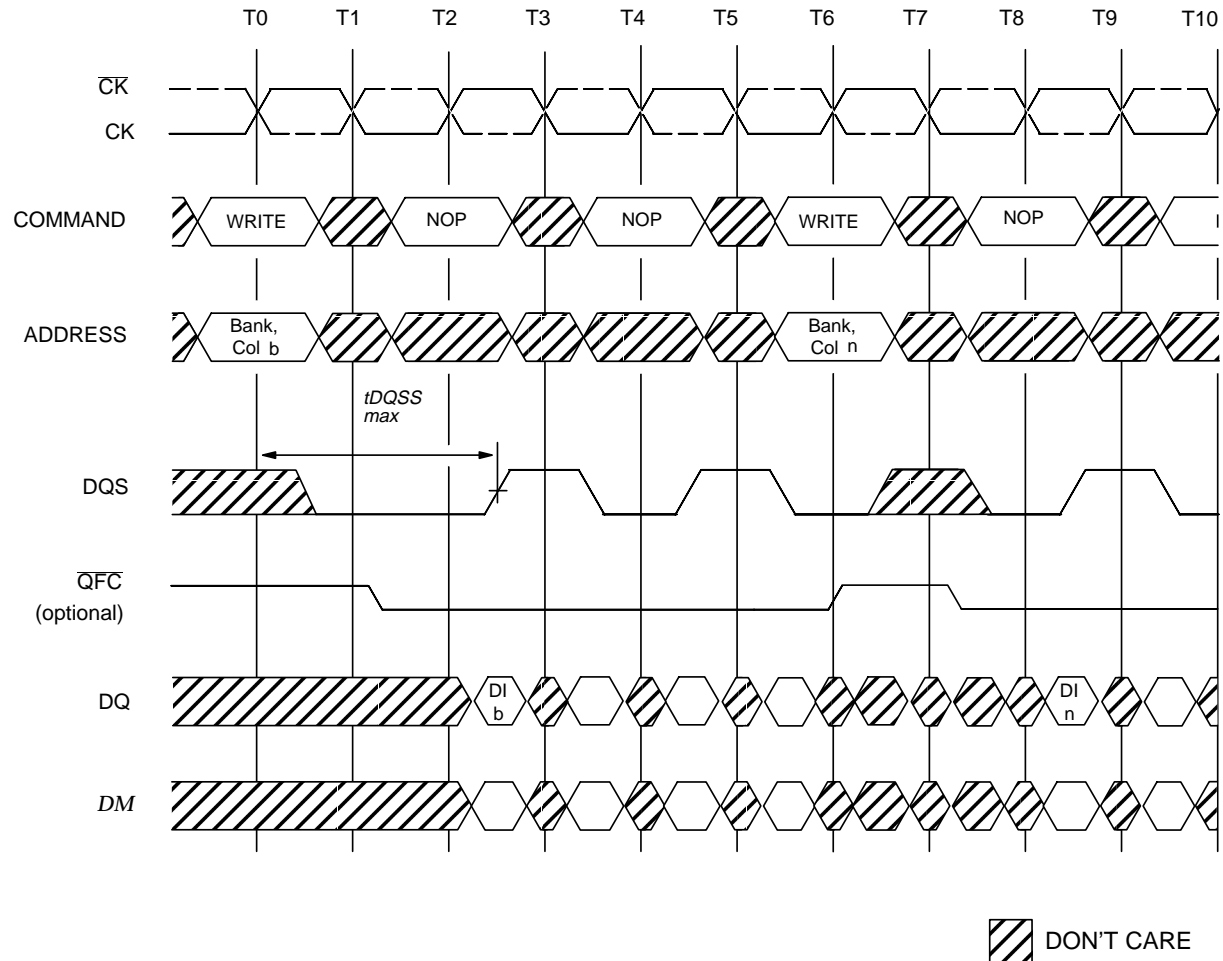 T0 T1 T2 T3 T4 T5 T6 T7 T8 T9 T10
CK
CK
COMMAND WRITE NOP NOP WRITE NOP
ADDRESS
Bank,
Col b
Bank,
Col n
tDQSS
max
DQS
QFC
(optional)
DQ
DI
b
DI
n
DM
DON'T CARE